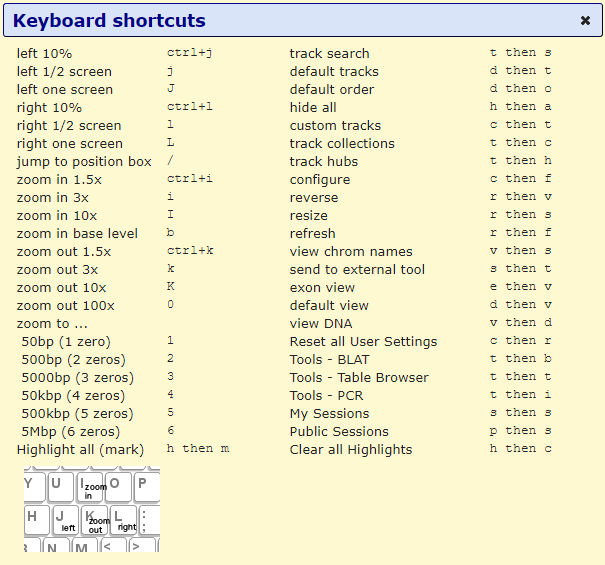 Keyboard shortcuts ✖
left 10% ctrl+j track search t then s
left 1/2 screen j default tracks d then t
left one screen J default order d then o
right 10% ctrl+l hide all h then a
right 1/2 screen l custom tracks c then t
right one screen L track collections t then c
jump to position box / track hubs t then h
zoom in 1.5x ctrl+i configure c then f
zoom in 3x i reverse r then v
zoom in 10x I resize r then s
zoom in base level b refresh r then f
zoom out 1.5x ctrl+k view chrom names v then s
zoom out 3x k send to external tool s then t
zoom out 10x K exon view e then v
zoom out 100x 0 default view d then v
zoom to ... view DNA v then d
50bp (1 zero) 1 Reset all User Settings c then r
500bp (2 zeros) 2 Tools - BLAT t then b
5000bp (3 zeros) 3 Tools - Table Browser t then t
50kbp (4 zeros) 4 Tools - PCR t then i
500kbp (5 zeros) 5 My Sessions s then s
5Mbp (6 zeros) 6 Public Sessions p then s
Highlight all (mark) h then m Clear all Highlights h then c
Y U I zoom in O P
H J left K zoom out L right : ;
N M < >